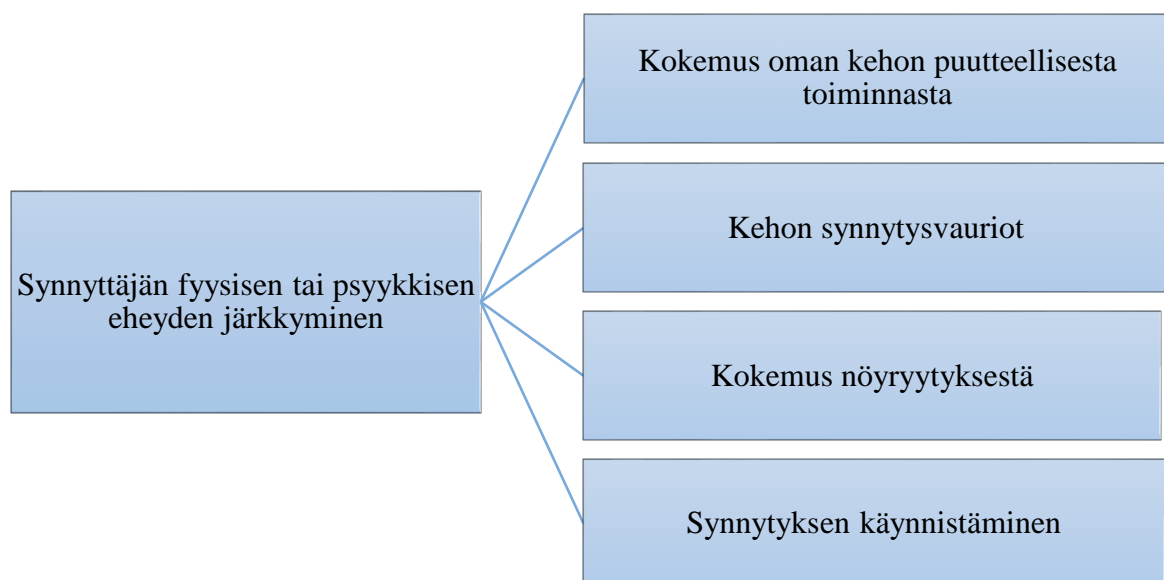 Kokemus oman kehon puutteellisesta
toiminnasta
Kehon synnytysvauriot
Synnyttäjän fyysisen tai psyykkisen
eheyden järkkyminen
Kokemus nöyryytyksestä
Synnytyksen käynnistäminen